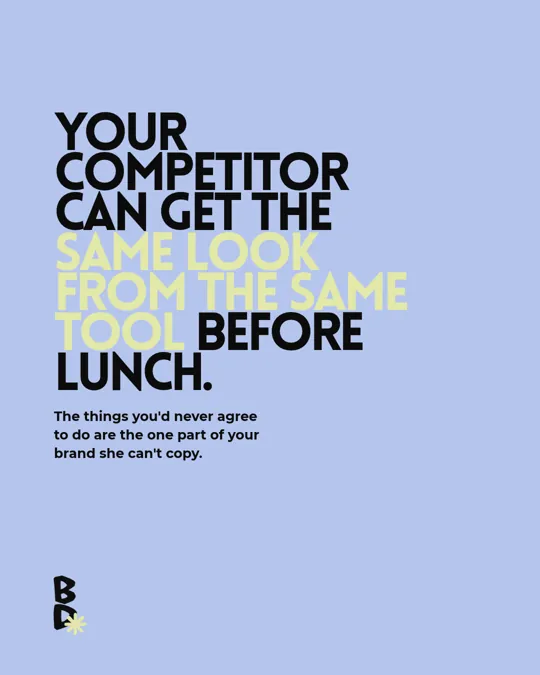 YOUR
COMPETITOR
CAN GET THE
SAME LOOK
FROM THE SAME
TOOL BEFORE
LUNCH.
The things you'd never agree
to do are the one part of your
brand she can't copy.
B
D